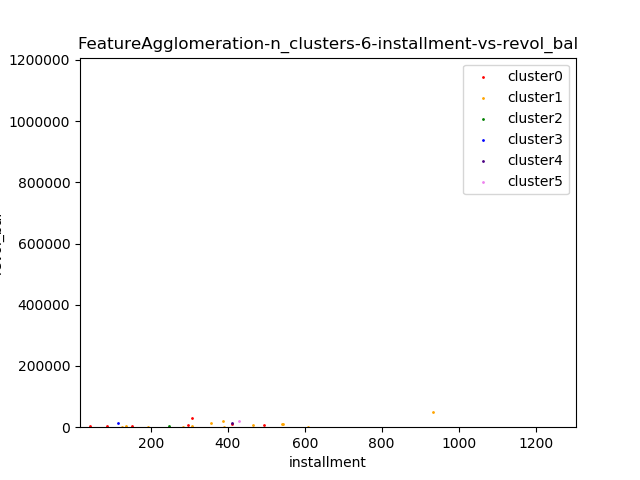 FeatureAgglomeration-n_clusters-6-installment-vs-revol_bal
1200000
1000000
800000
600000
400000
200000
0
cluster0
cluster1
cluster2
cluster3
cluster4
cluster5
200 400 600 800 1000 1200
installment